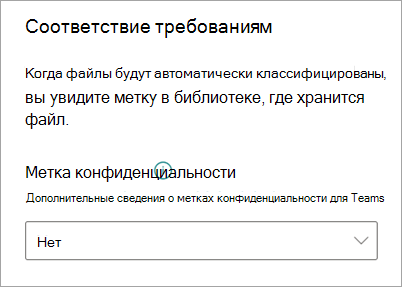 Соответствие требованиям
Когда файлы будут автоматически классифицированы,
вы увидите метку в библиотеке, где хранится
файл.
Метка конфиденциальности
Дополнительные сведения о метках конфиденциальности для Teams
Нет